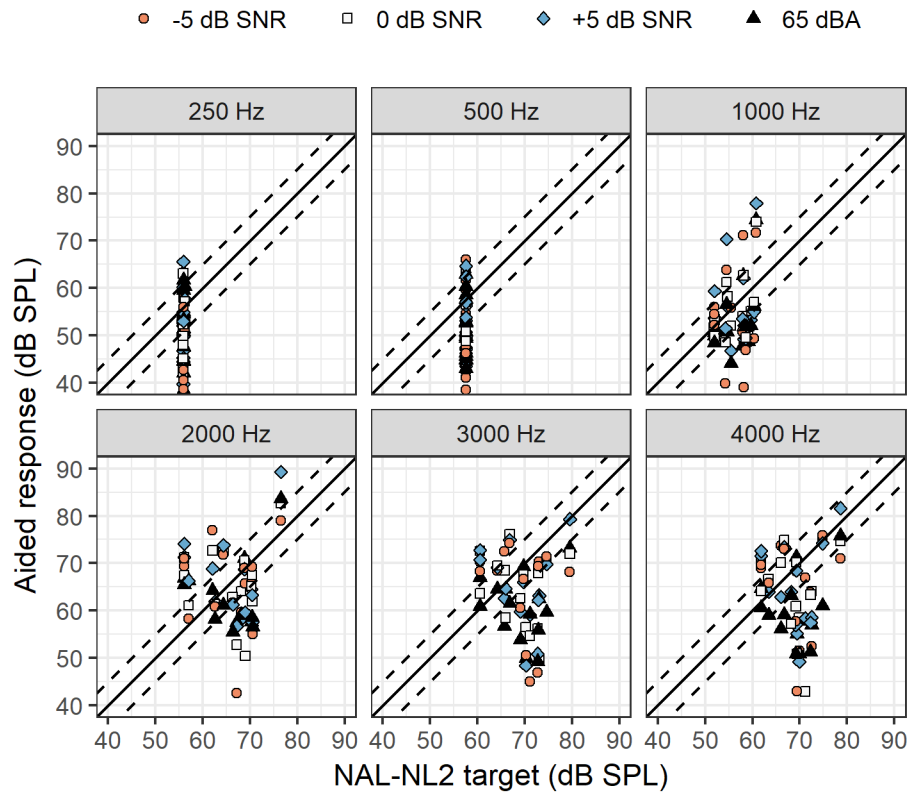 -5 dB SNR 0 dB SNR +5 dB SNR 65 dBA
250 Hz 500 Hz 1000 Hz
90
80
70
60
50
40
2000 Hz 3000 Hz 4000 Hz
90
80
70
60
50
40
40 50 60 70 80 90 40 50 60 70 80 90 40 50 60 70 80 90
Aided response (dB SPL)
NAL-NL2 target (dB SPL)